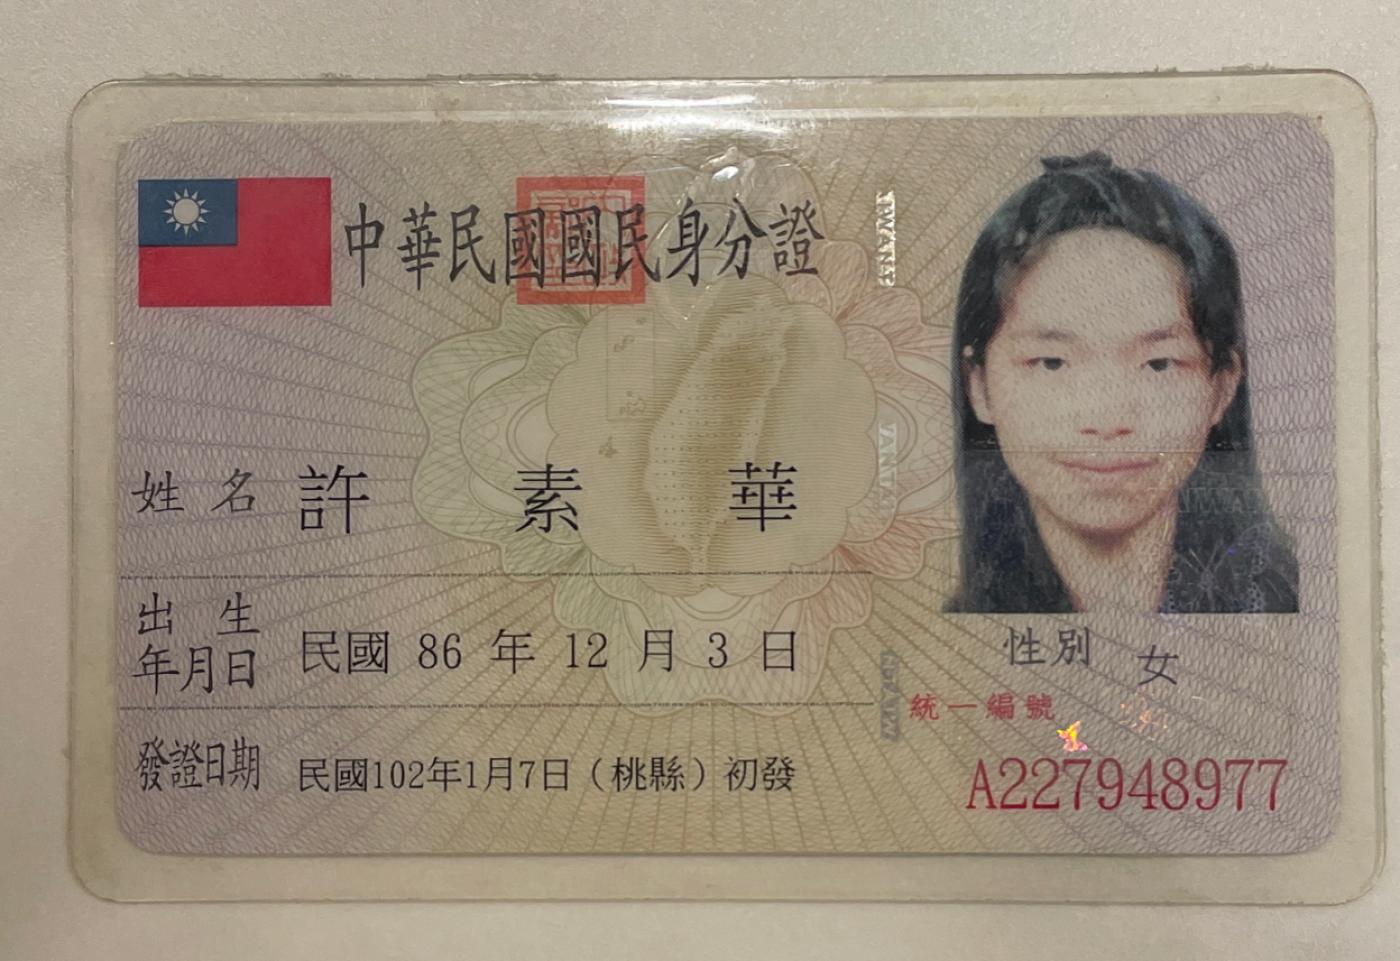 中華民國國民身分證
姓名 許素華
出生年月日 民國 86 年 12 月 3 日
發證日期 民國102年1月7日（桃縣）初發
性別 女
統一編號
A227948977
TAIWAN